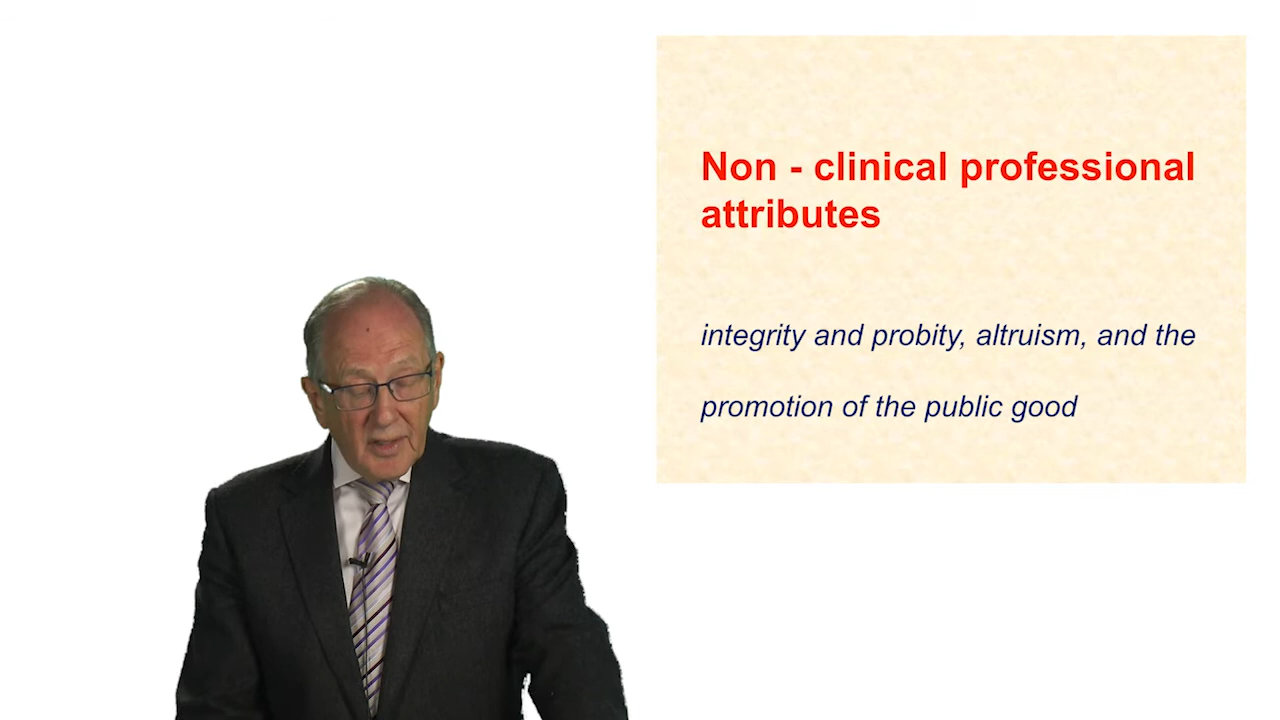 Non - clinical professional
attributes
integrity and probity, altruism, and the
promotion of the public good